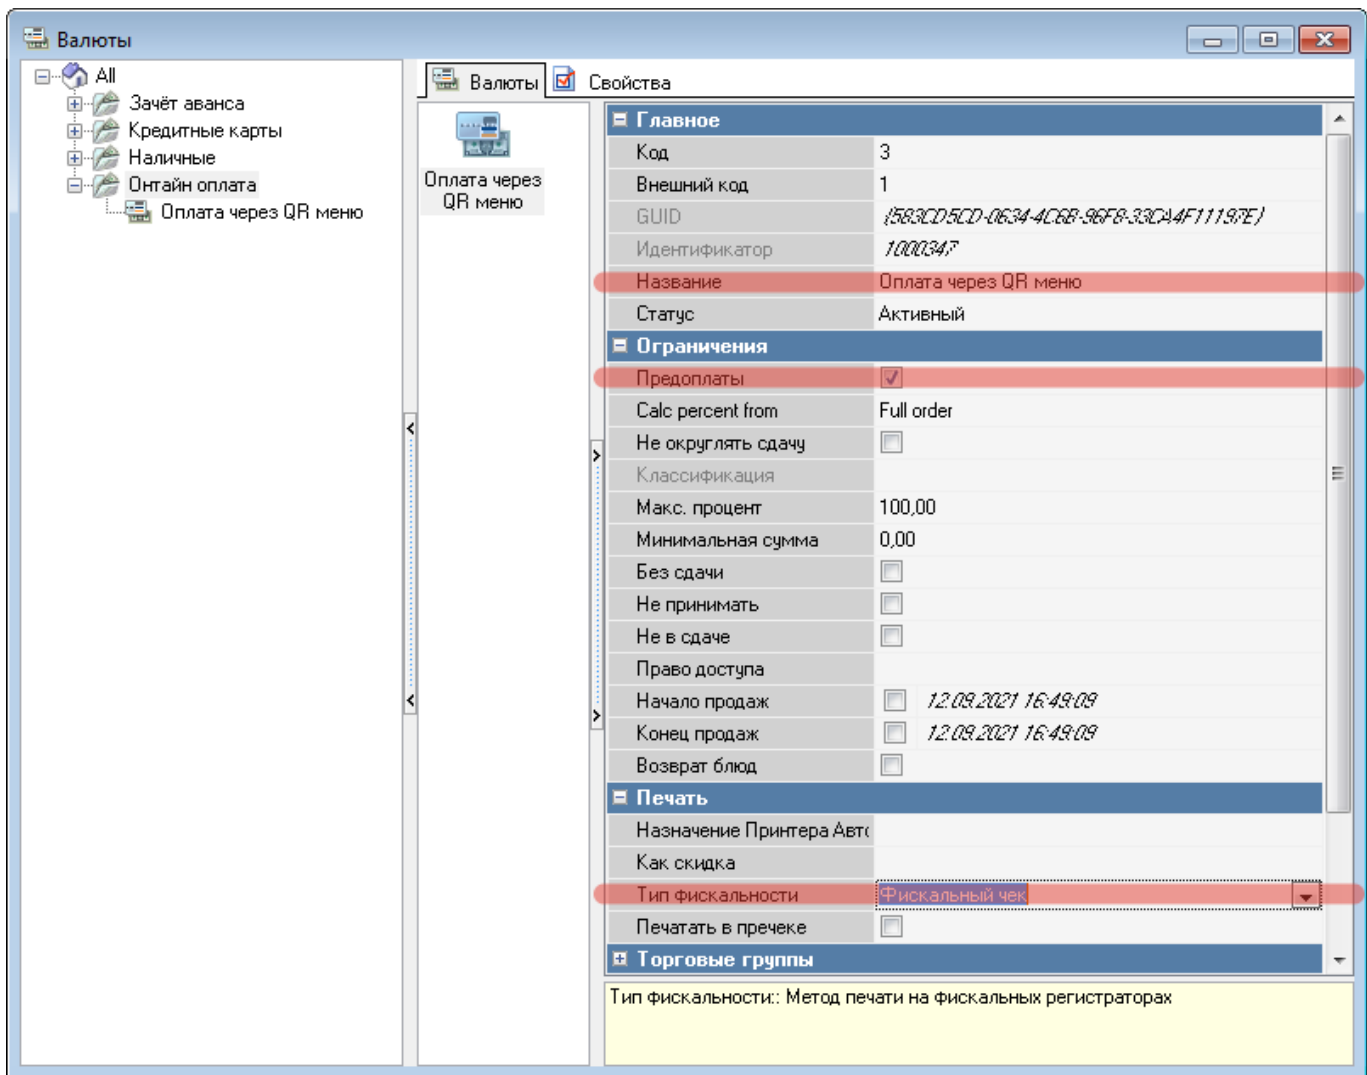 Валюты
All
Зачёт аванса
Кредитные карты
Наличные
Онтайн оплата
Оплата через QR меню
Валюты
Свойства
Оплата через
QR меню
Главное
Код 3
Внешний код 1
GUID {583CD5CD-0634-4C6B-96F8-33CA4F11197E}
Идентификатор 1000347
Название Оплата через QR меню
Статус Активный
Ограничения
Предоплаты
Calc percent from Full order
Не округлять сдачу
Классификация
Макс. процент 100,00
Минимальная сумма 0,00
Без сдачи
Не принимать
Не в сдаче
Право доступа
Начало продаж 12.09.2021 16:49:09
Конец продаж 12.09.2021 16:49:09
Возврат блюд
Печать
Назначение Принтера Авто
Как скидка
Тип фискальности Фискальный чек
Печатать в пречеке
Торговые группы
Тип фискальности:: Метод печати на фискальных регистраторах